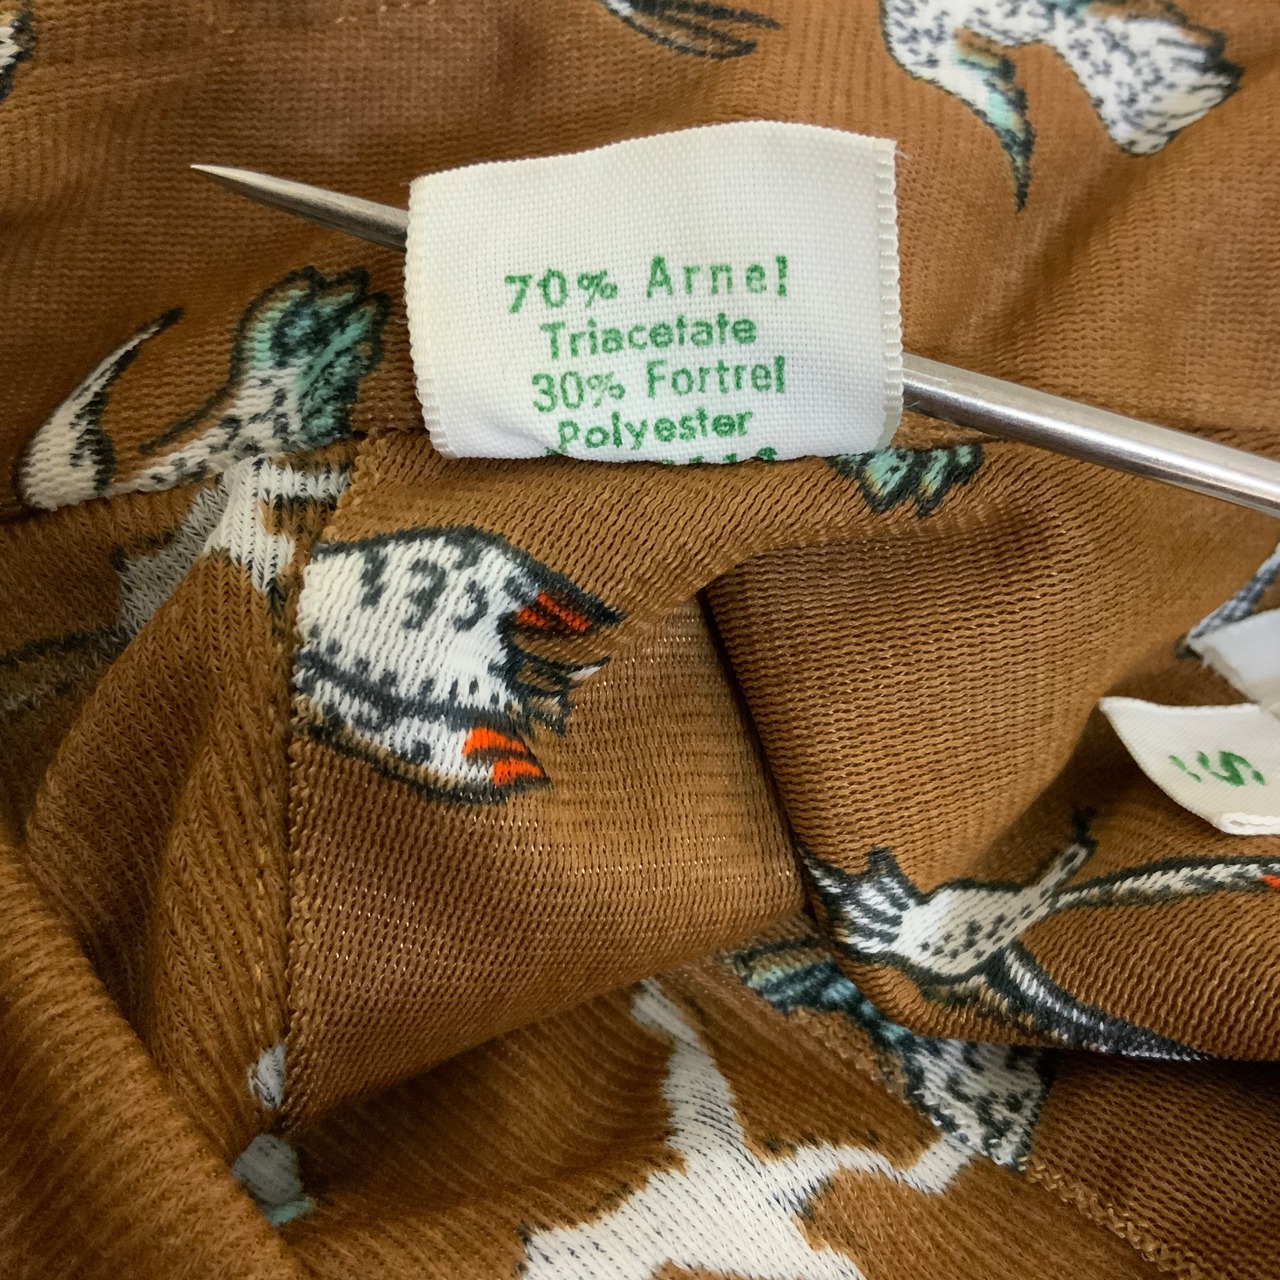 70% Arnel
Triacetate
30% Fortrel
Polyester